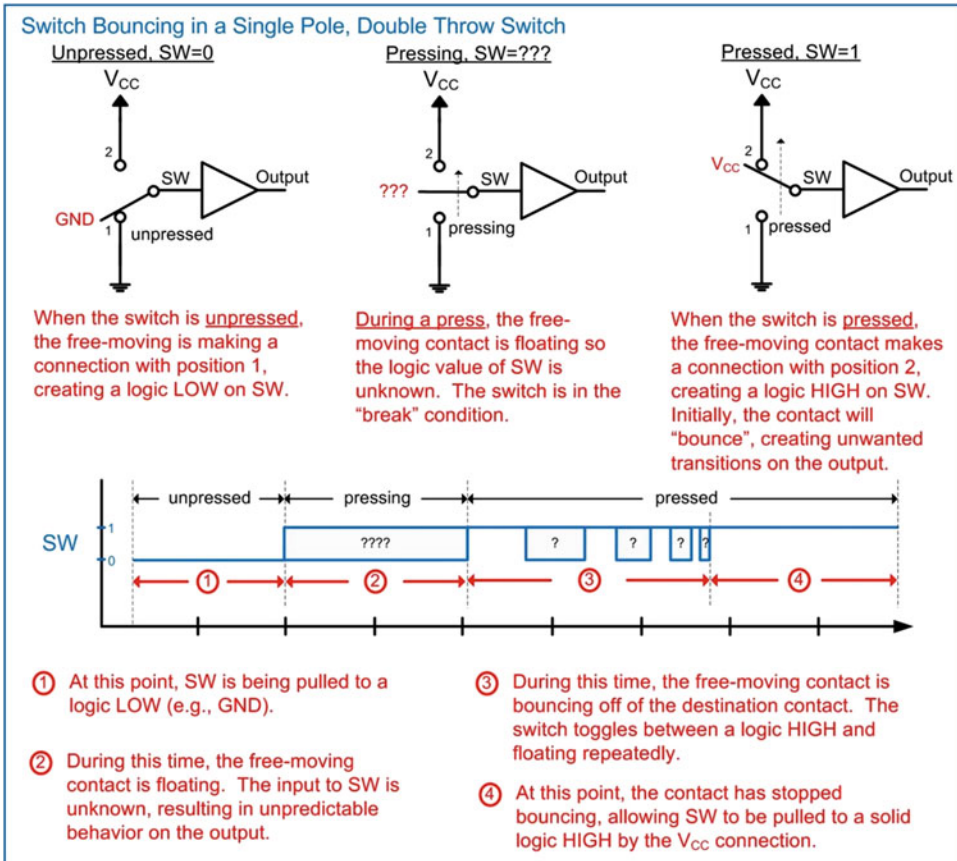 Switch Bouncing in a Single Pole, Double Throw Switch
Unpressed, SW=0
VCC
2
SW
Output
GND
1
unpressed
When the switch is unpressed,
the free-moving is making a
connection with position 1,
creating a logic LOW on SW.
Pressing, SW=???
VCC
2
SW
Output
???
1
pressing
During a press, the free-
moving contact is floating so
the logic value of SW is
unknown. The switch is in the
“break” condition.
Pressed, SW=1
VCC
2
VCC
SW
Output
1
pressed
When the switch is pressed,
the free-moving contact makes
a connection with position 2,
creating a logic HIGH on SW.
Initially, the contact will
“bounce”, creating unwanted
transitions on the output.
unpressed pressing pressed
1
SW
???? ? ? ? ?
0
1 2 3 4
1 At this point, SW is being pulled to a
logic LOW (e.g., GND).
2 During this time, the free-moving
contact is floating. The input to SW is
unknown, resulting in unpredictable
behavior on the output.
3 During this time, the free-moving contact is
bouncing off of the destination contact. The
switch toggles between a logic HIGH and
floating repeatedly.
4 At this point, the contact has stopped
bouncing, allowing SW to be pulled to a solid
logic HIGH by the VCC connection.